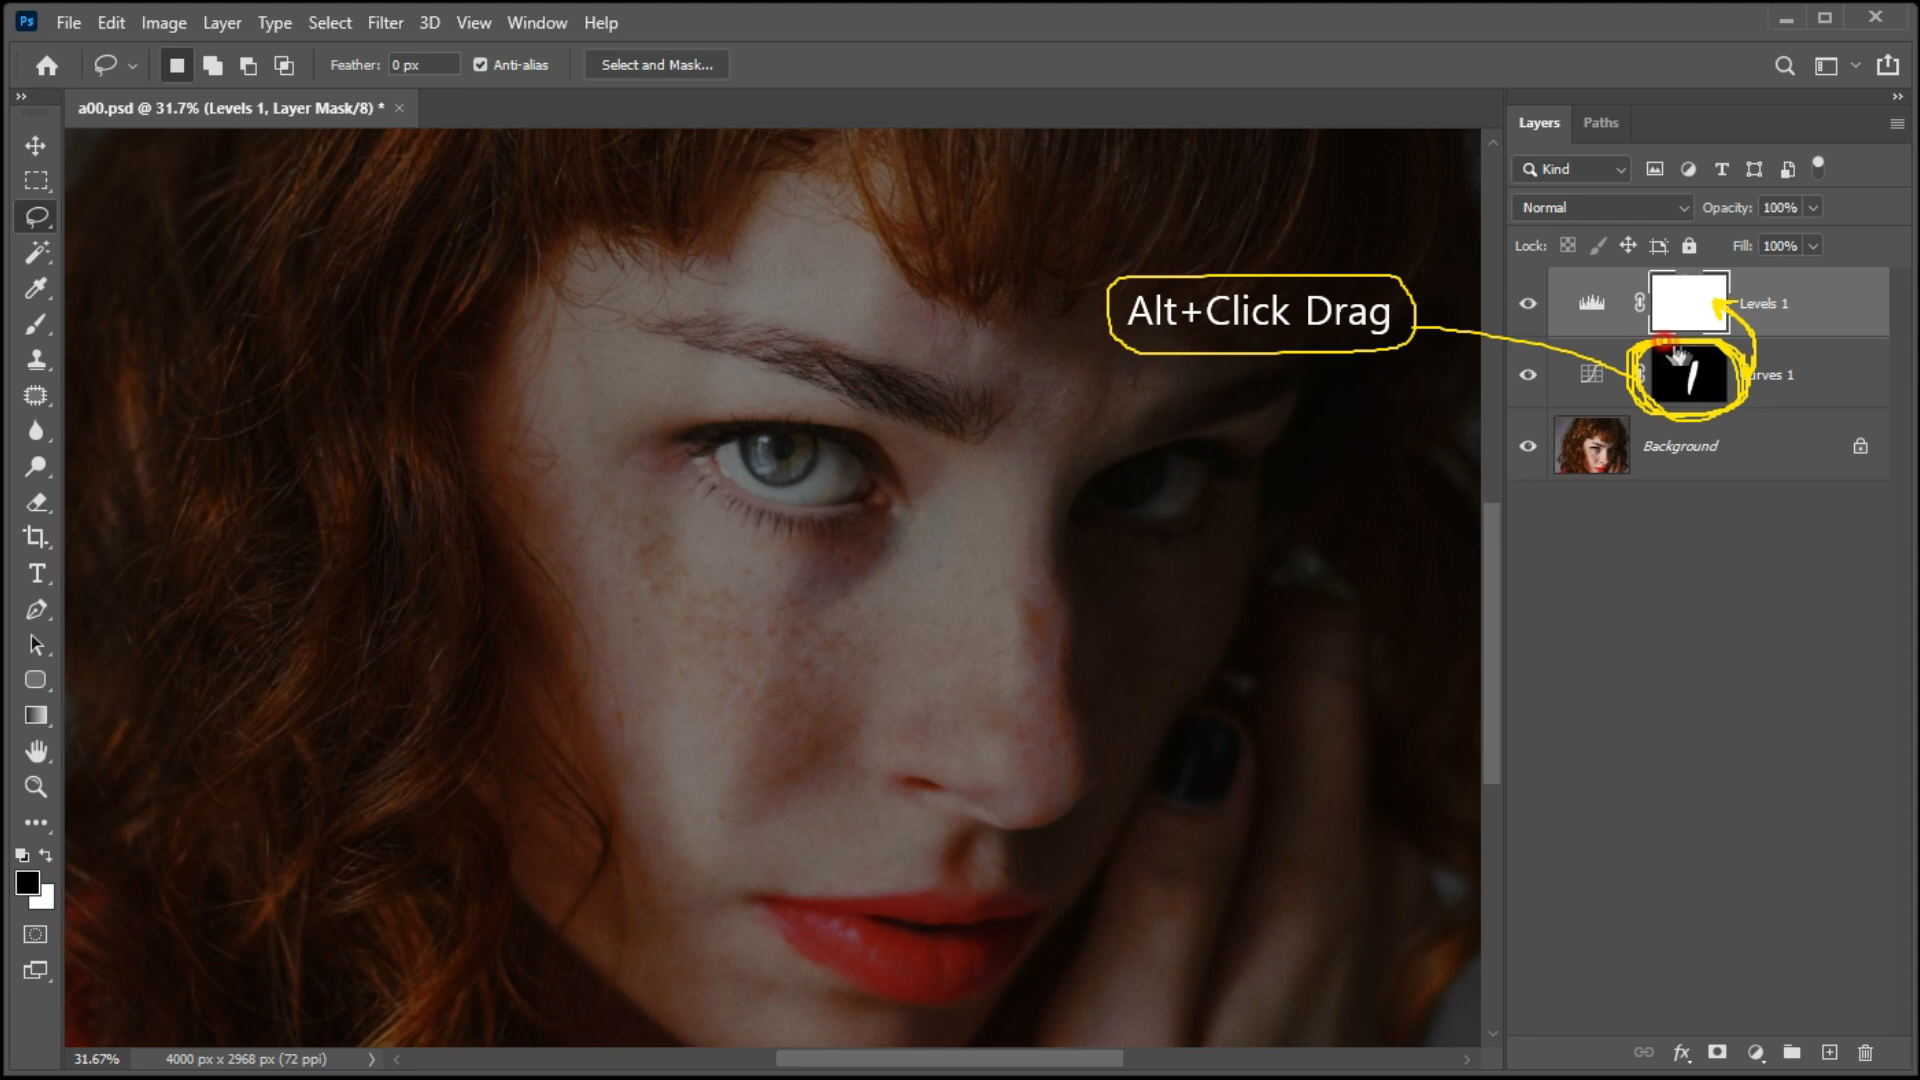 Ps File Edit Image Layer Type Select Filter 3D View Window Help
Feather: 0 px Anti-alias Select and Mask...
a00.psd @ 31.7% (Levels 1, Layer Mask/8) *
Layers Paths
Kind
Normal Opacity: 100%
Lock: Fill: 100%
Alt+Click Drag
Levels 1
urves 1
Background
31.67% 4000 px x 2968 px (72 ppi)